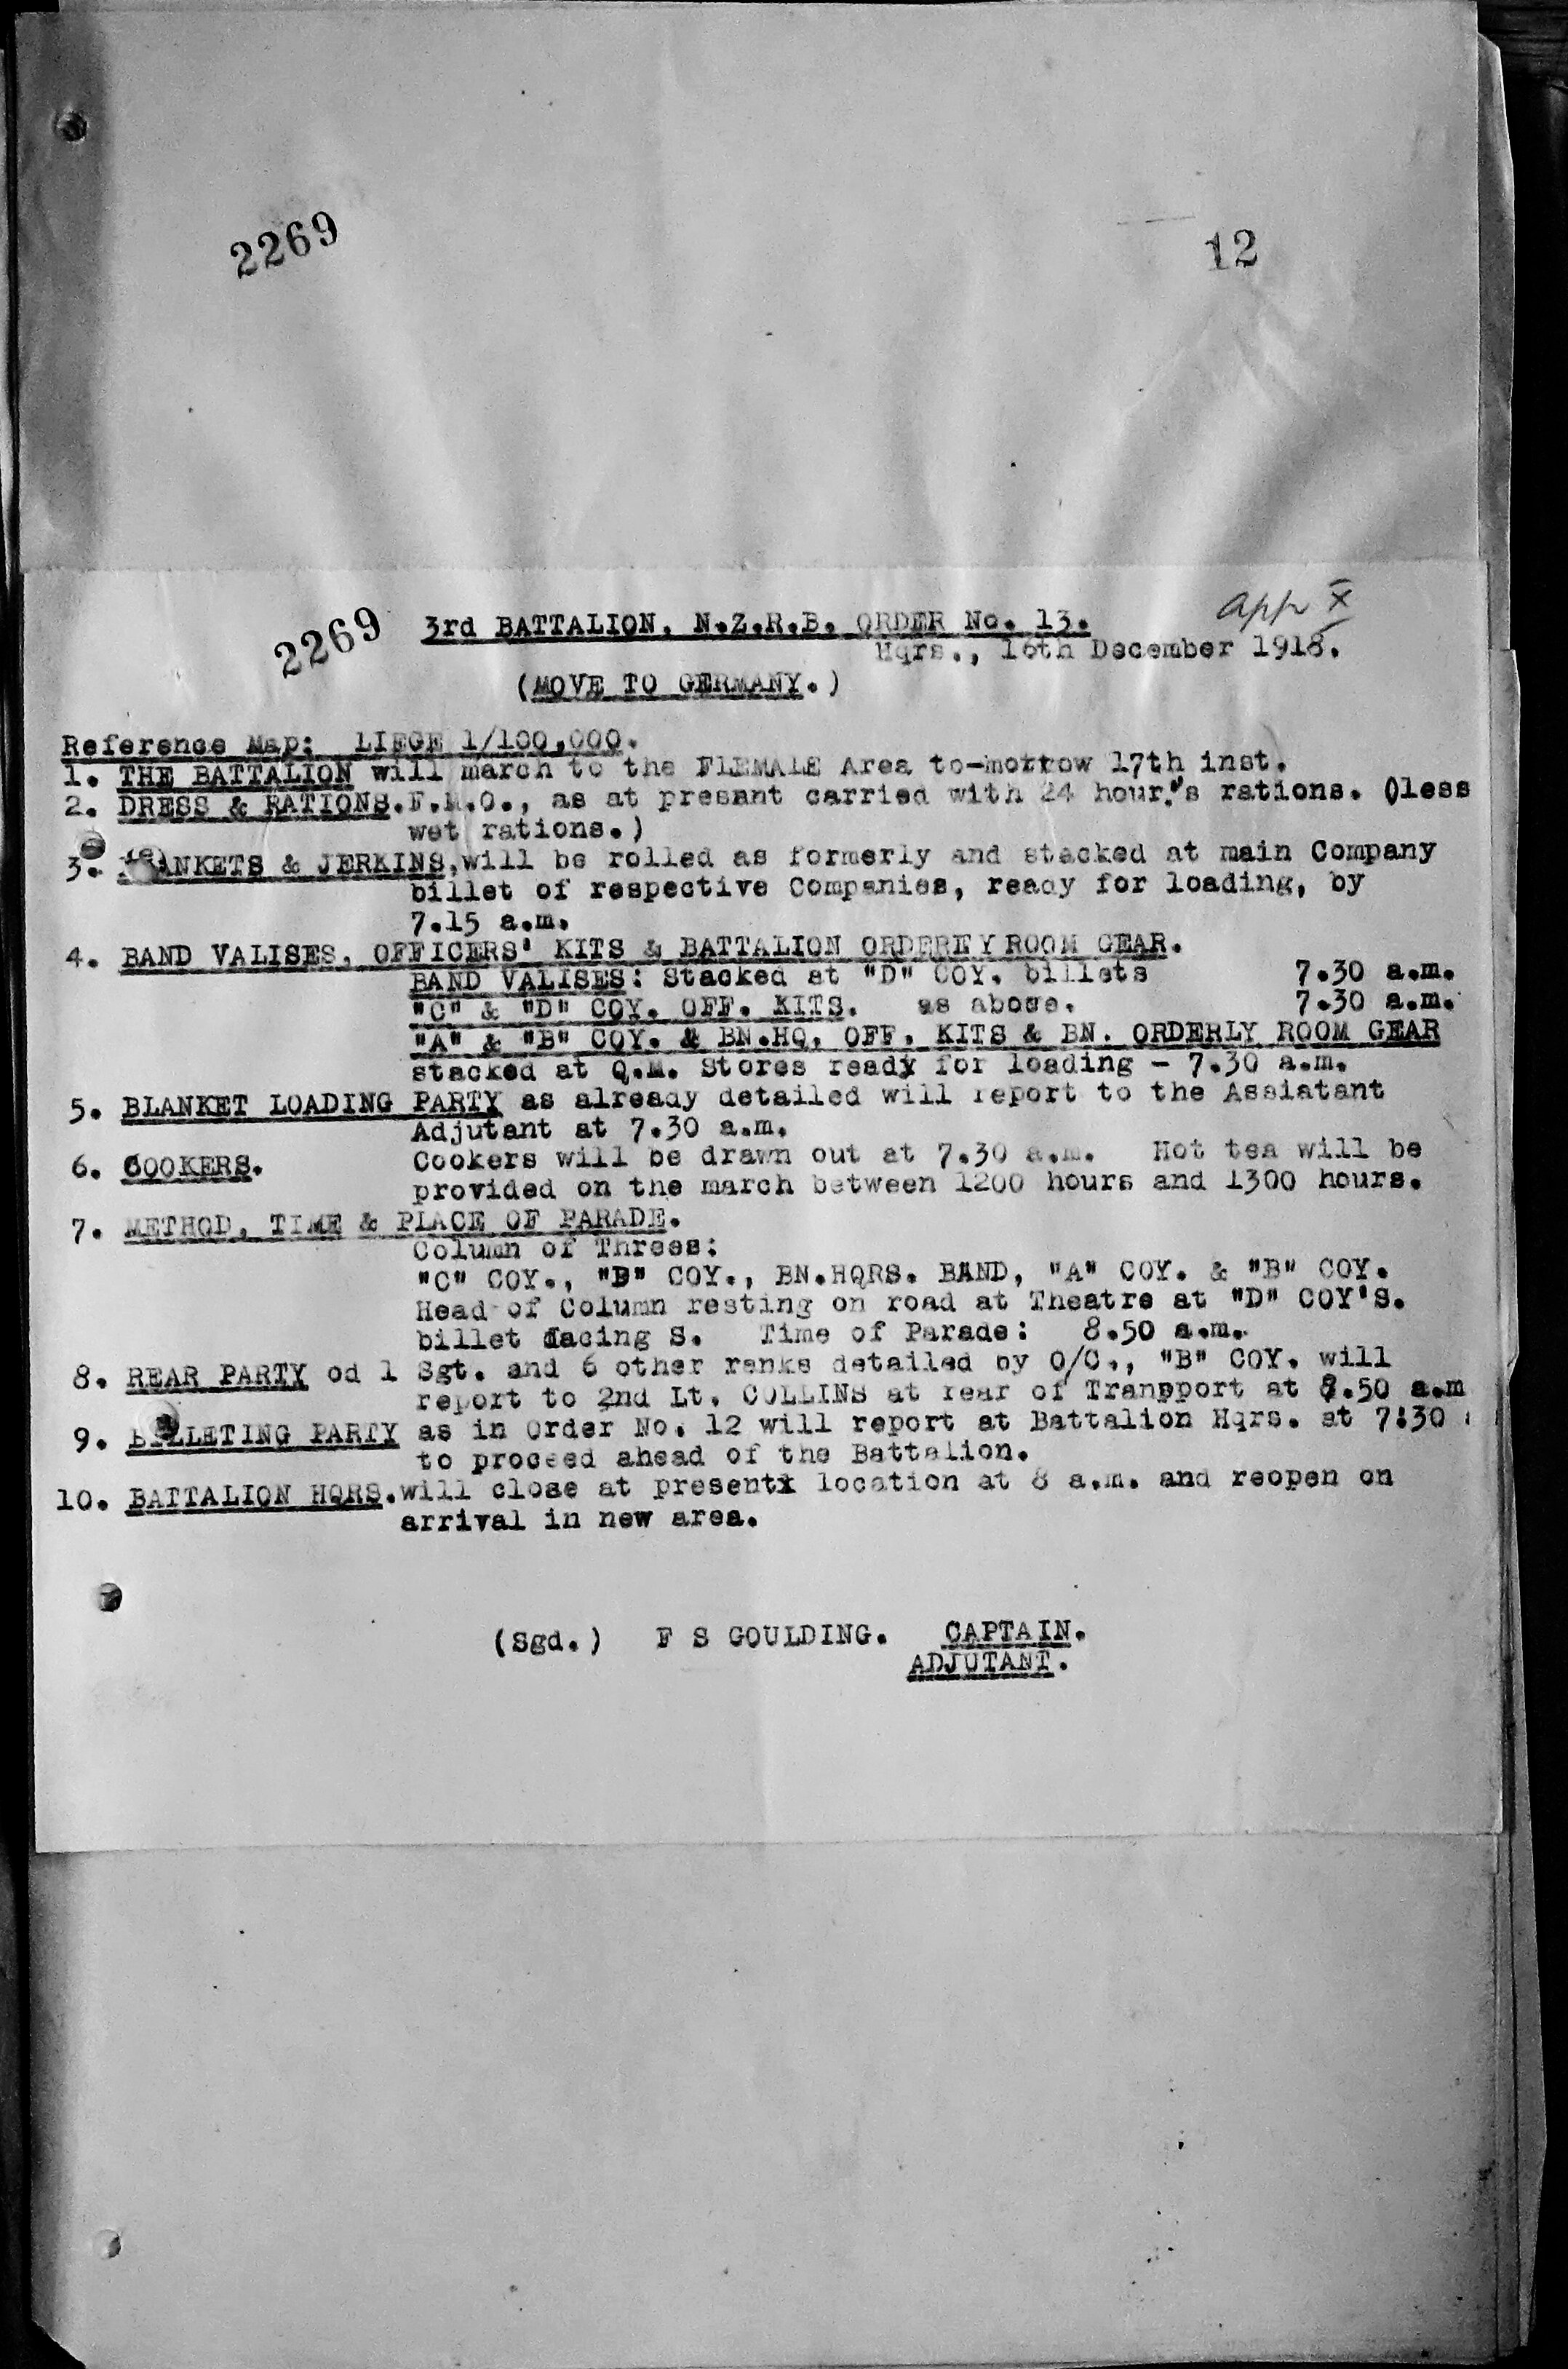 2269
12
2269
app X
3rd BATTALION, N.Z.R.B. ORDER No. 13.
Hqrs., 16th December 1918.
(MOVE TO GERMANY.)
Reference Map: LIEGE 1/100,000.
1. THE BATTALION will march to the FLEMALE Area to-morrow 17th inst.
2. DRESS & RATIONS. F.M.O., as at present carried with 24 hour's rations. (less
wet rations.)
3. BLANKETS & JERKINS, will be rolled as formerly and stacked at main Company
billet of respective Companies, ready for loading, by
7.15 a.m.
4. BAND VALISES, OFFICERS' KITS & BATTALION ORDERLY ROOM GEAR.
BAND VALISES: Stacked at "D" COY. billets 7.30 a.m.
"C" & "D" COY. OFF. KITS. as above. 7.30 a.m.
"A" & "B" COY. & BN.HQ. OFF. KITS & BN. ORDERLY ROOM GEAR
stacked at Q.M. Stores ready for loading - 7.30 a.m.
5. BLANKET LOADING PARTY as already detailed will report to the Assiatant
Adjutant at 7.30 a.m.
6. COOKERS. Cookers will be drawn out at 7.30 a.m. Hot tea will be
provided on the march between 1200 hours and 1300 hours.
7. METHOD, TIME & PLACE OF PARADE.
Column of Threes:
"C" COY., "D" COY., BN.HQRS. BAND, "A" COY. & "B" COY.
Head of Column resting on road at Theatre at "D" COY'S.
billet facing S. Time of Parade: 8.50 a.m.
8. REAR PARTY od 1 Sgt. and 6 other ranks detailed by O/C., "B" COY. will
report to 2nd Lt. COLLINS at rear of Transport at 8.50 a.m
9. BILLETING PARTY as in Order No. 12 will report at Battalion Hqrs. at 7:30
to proceed ahead of the Battalion.
10. BATTALION HQRS. will close at present location at 8 a.m. and reopen on
arrival in new area.
(Sgd.) F S GOULDING. CAPTAIN.
ADJUTANT.